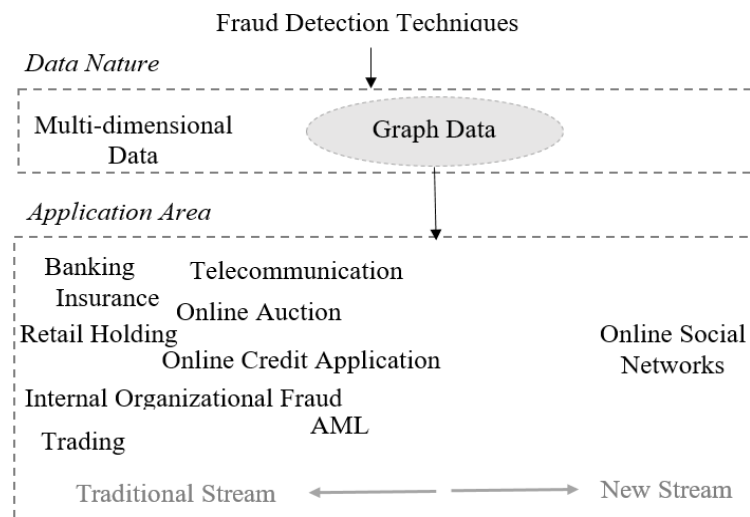 Fraud Detection Techniques
Data Nature
Multi-dimensional
Data
Graph Data
Application Area
Banking
Insurance
Telecommunication
Online Auction
Retail Holding
Online Credit Application
Internal Organizational Fraud
AML
Trading
Online Social
Networks
Traditional Stream
New Stream